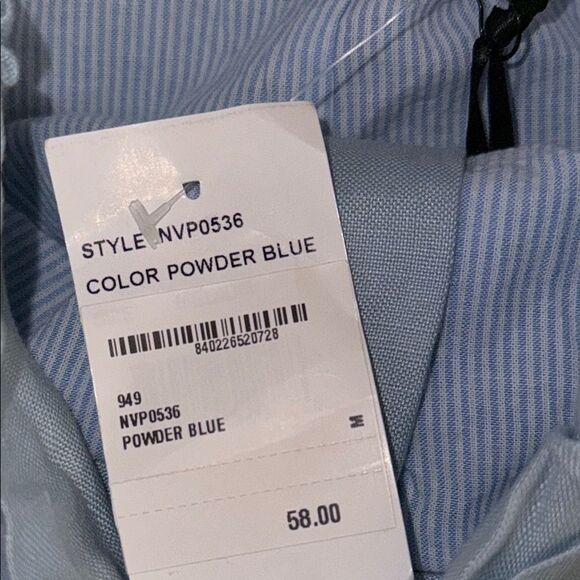 STYLE NVP0536
COLOR POWDER BLUE
840226520728
949
NVP0536
POWDER BLUE
M
58.00